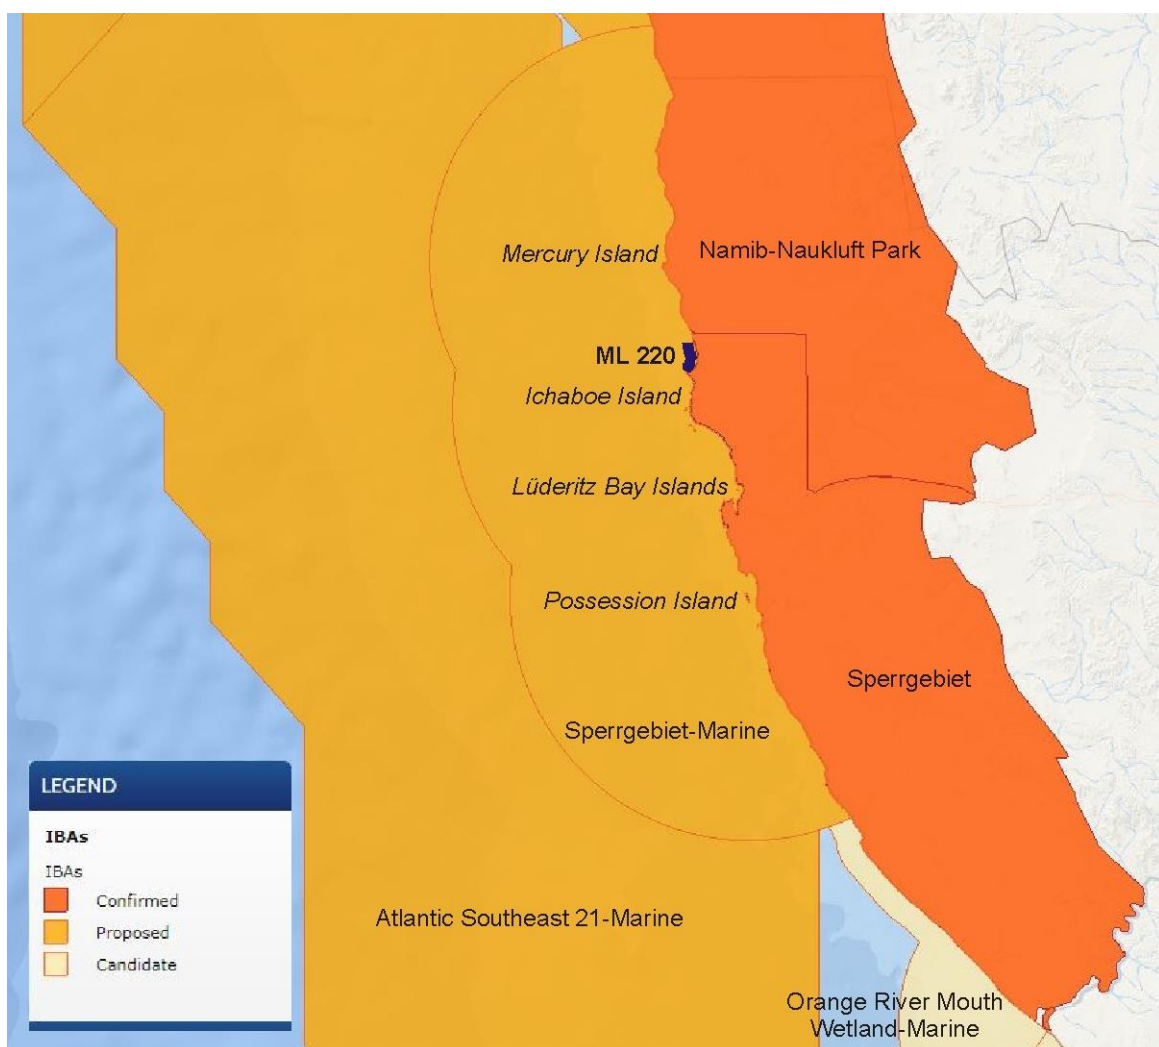 Mercury Island
Namib-Naukluft Park
ML 220
Ichaboe Island
Lüderitz Bay Islands
Possession Island
Sperrgebiet
Sperrgebiet-Marine
LEGEND
IBAs
IBAs
Confirmed
Proposed
Candidate
Atlantic Southeast 21-Marine
Orange River Mouth
Wetland-Marine